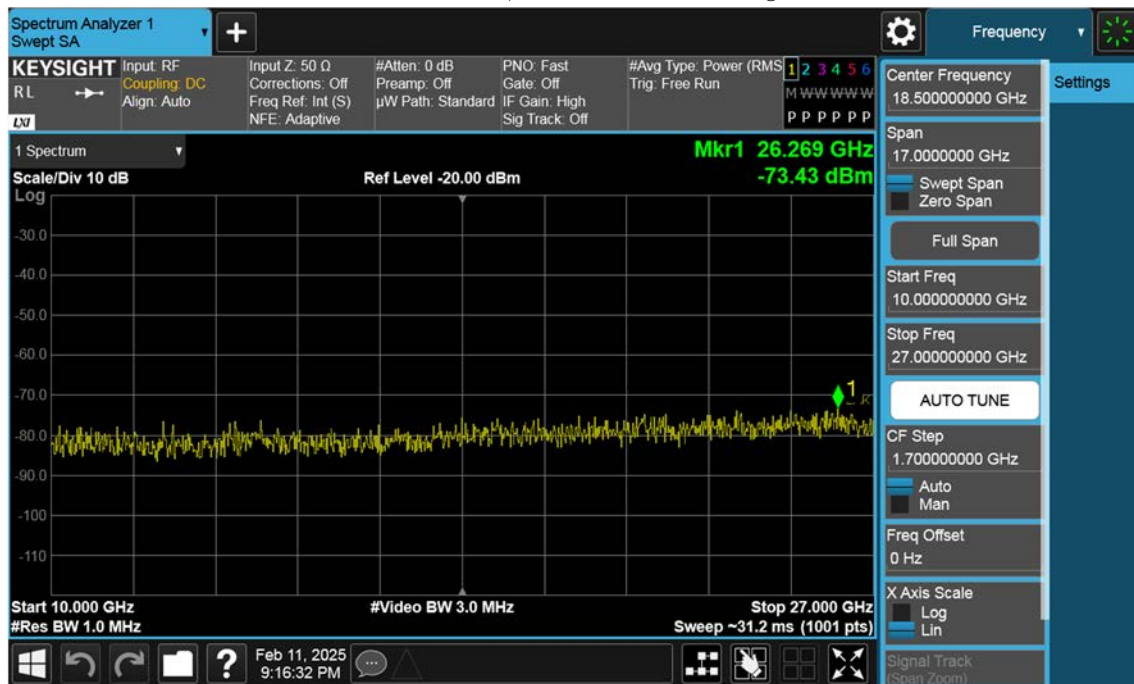 Spectrum Analyzer 1
Swept SA
Frequency
KEYSIGHT
RL
LXI
Input: RF
Coupling: DC
Align: Auto
Input Z: 50 Ω
Corrections: Off
Freq Ref: Int (S)
NFE: Adaptive
#Atten: 0 dB
Preamp: Off
µW Path: Standard
PNO: Fast
Gate: Off
IF Gain: High
Sig Track: Off
#Avg Type: Power (RMS
Trig: Free Run
1 2 3 4 5 6
M W W W W W
P P P P P P
1 Spectrum
Mkr1 26.269 GHz
Scale/Div 10 dB
Ref Level -20.00 dBm
-73.43 dBm
Log
-30.0
-40.0
-50.0
-60.0
-70.0
-80.0
-90.0
-100
-110
1
Start 10.000 GHz
#Video BW 3.0 MHz
Stop 27.000 GHz
#Res BW 1.0 MHz
Sweep ~31.2 ms (1001 pts)
?
Feb 11, 2025
9:16:32 PM
Center Frequency
18.500000000 GHz
Settings
Span
17.0000000 GHz
Swept Span
Zero Span
Full Span
Start Freq
10.000000000 GHz
Stop Freq
27.000000000 GHz
AUTO TUNE
CF Step
1.700000000 GHz
Auto
Man
Freq Offset
0 Hz
X Axis Scale
Log
Lin
Signal Track
(Span Zoom)